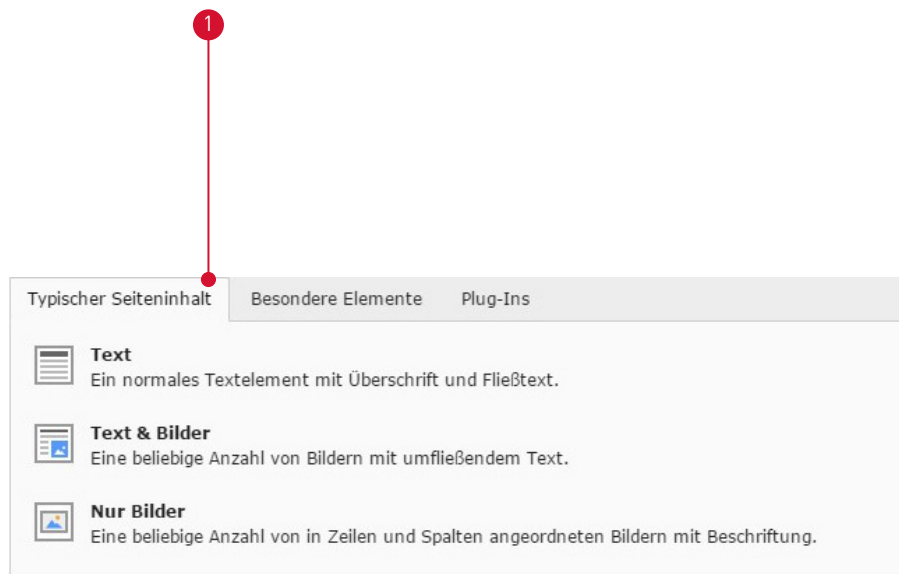 1
Typischer Seiteninhalt Besondere Elemente Plug-Ins
Text
Ein normales Textelement mit Überschrift und Fließtext.
Text & Bilder
Eine beliebige Anzahl von Bildern mit umfließendem Text.
Nur Bilder
Eine beliebige Anzahl von in Zeilen und Spalten angeordneten Bildern mit Beschriftung.